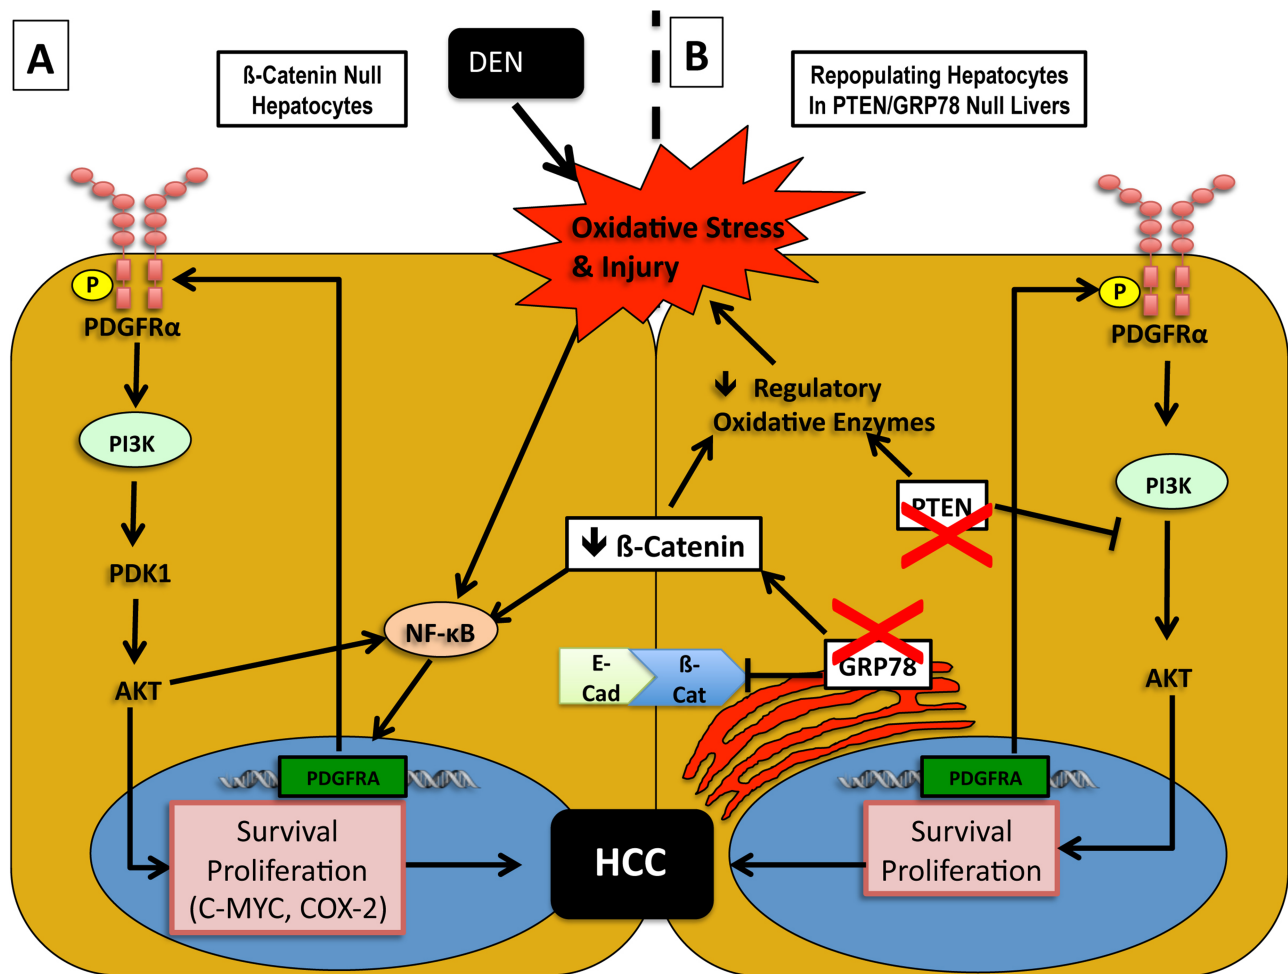 A
ß-Catenin Null
Hepatocytes
DEN
B
Repopulating Hepatocytes
In PTEN/GRP78 Null Livers
Oxidative Stress
& Injury
P
PDGFRα
PI3K
PDK1
AKT
NF-κB
PDGFRA
Survival
Proliferation
(C-MYC, COX-2)
HCC
Regulatory
Oxidative Enzymes
ß-Catenin
PTEN
GRP78
E-
Cad
ß-
Cat
P
PDGFRα
PI3K
AKT
PDGFRA
Survival
Proliferation